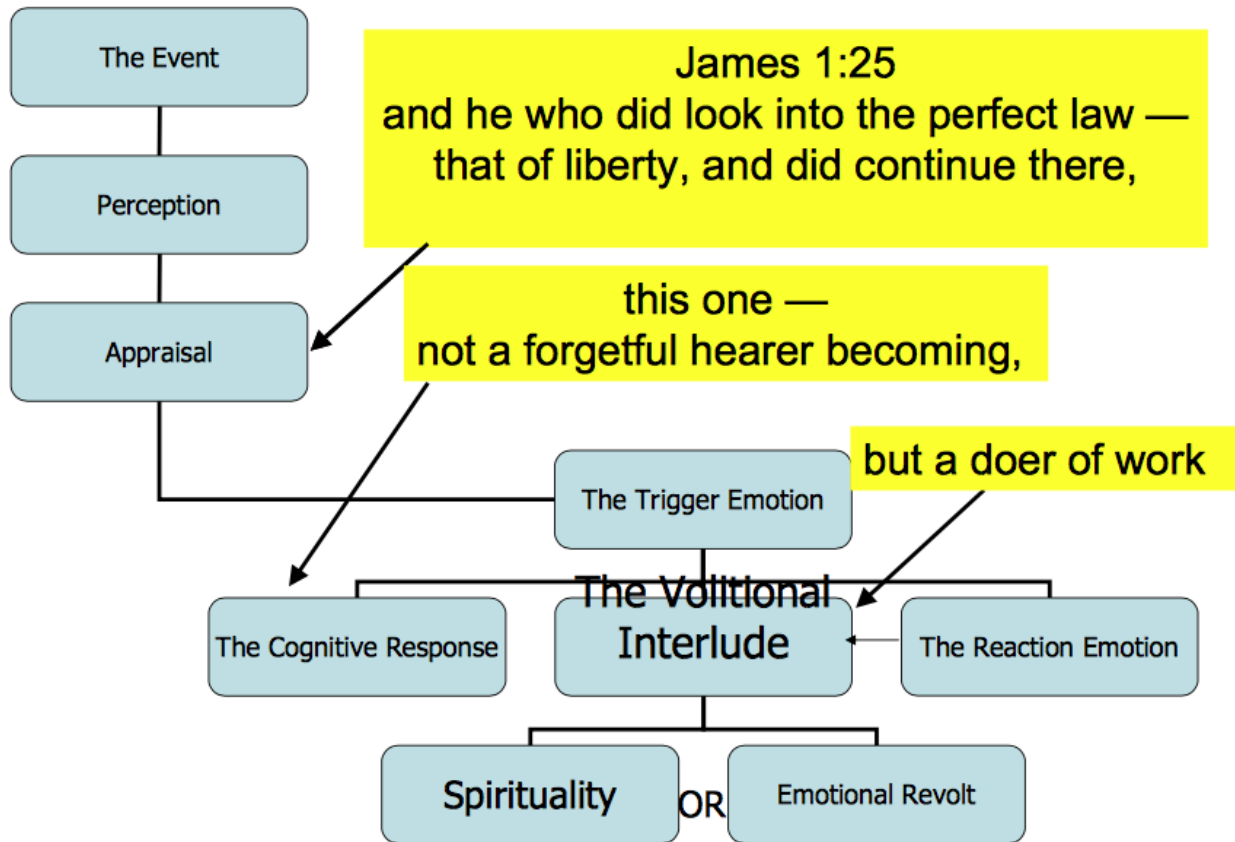 The Event
James 1:25
and he who did look into the perfect law —
that of liberty, and did continue there,
Perception
this one —
not a forgetful hearer becoming,
Appraisal
but a doer of work
The Trigger Emotion
The Volitional
Interlude
The Cognitive Response
The Reaction Emotion
Spirituality
OR
Emotional Revolt